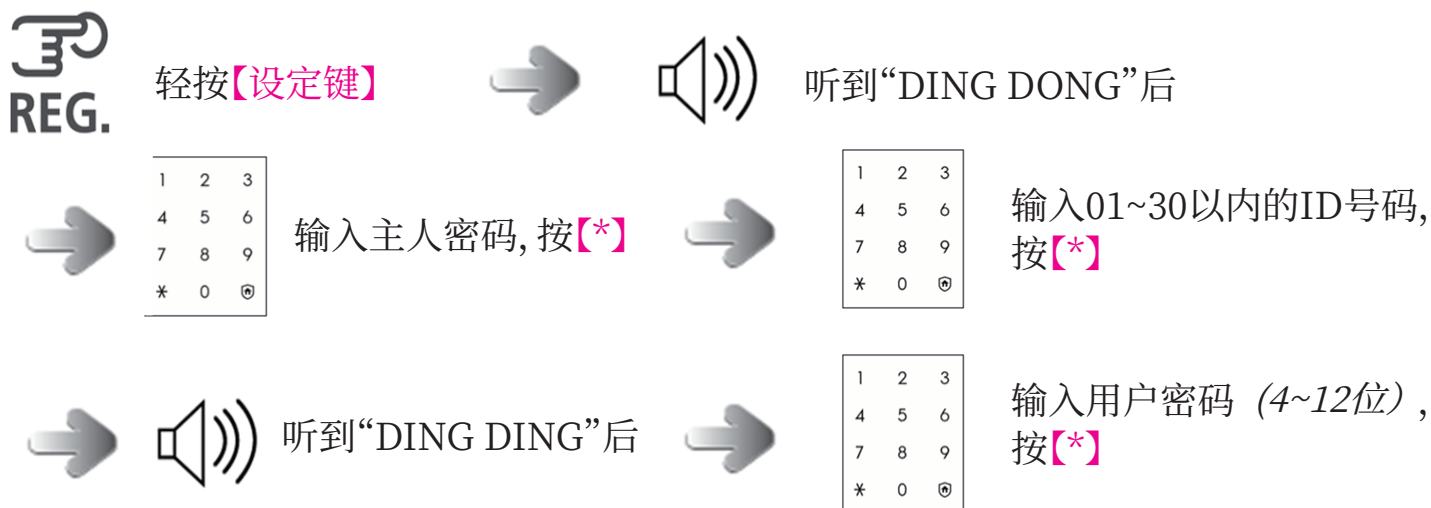 REG.
轻按【设定键】
听到“DING DONG”后
1 2 3
4 5 6
7 8 9
* 0
输入主人密码, 按【*】
1 2 3
4 5 6
7 8 9
* 0
输入01~30以内的ID号码,
按【*】
听到“DING DING”后
1 2 3
4 5 6
7 8 9
* 0
输入用户密码 (4~12位）,
按【*】